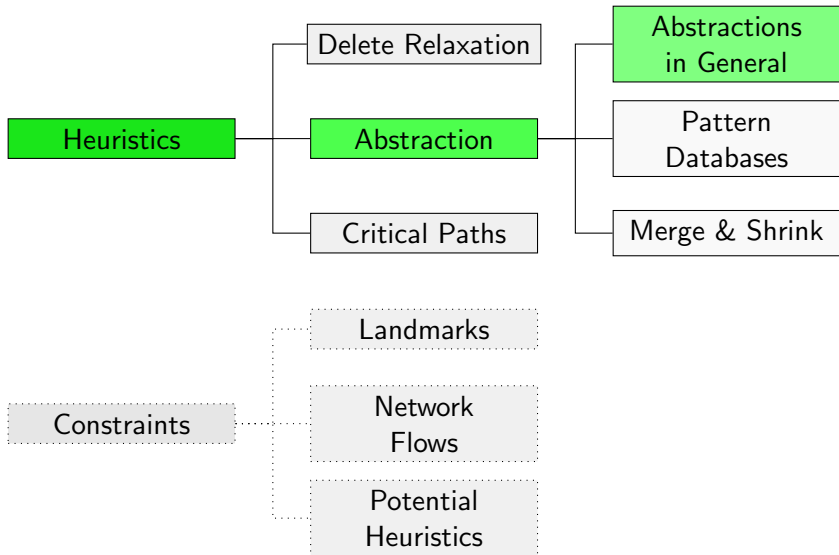 Heuristics
Delete Relaxation
Abstraction
Critical Paths
Abstractions
in General
Pattern
Databases
Merge & Shrink
Constraints
Landmarks
Network
Flows
Potential
Heuristics